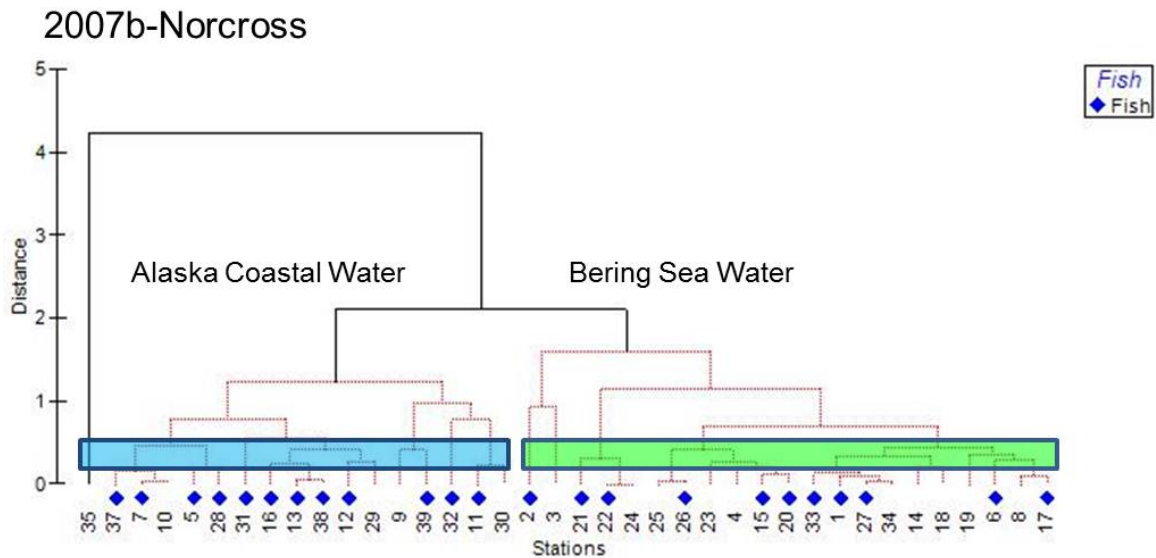 2007b-Norcross
5
4
3
2
1
0
Distance
Alaska Coastal Water
Bering Sea Water
Fish
Fish
35 37 7 10 5 28 31 16 13 38 12 29 9 39 32 11 30 2 3 21 22 24 25 26 23 4 15 20 33 1 27 34 14 18 19 6 8 17
Stations